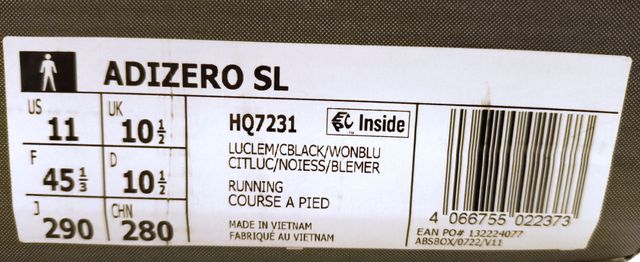 ADIZERO SL
US 11 UK 10 1/2
F 45 1/3 D 10 1/2
J 290 CHN 280
HQ7231 Inside
LUCLEM/CBLACK/WONBLU
CITLUC/NOIESS/BLEMER
RUNNING
COURSE A PIED
MADE IN VIETNAM
FABRIQUÉ AU VIETNAM
4 066755 022373
EAN PO# 132224077
ABSBOX/0722/V11